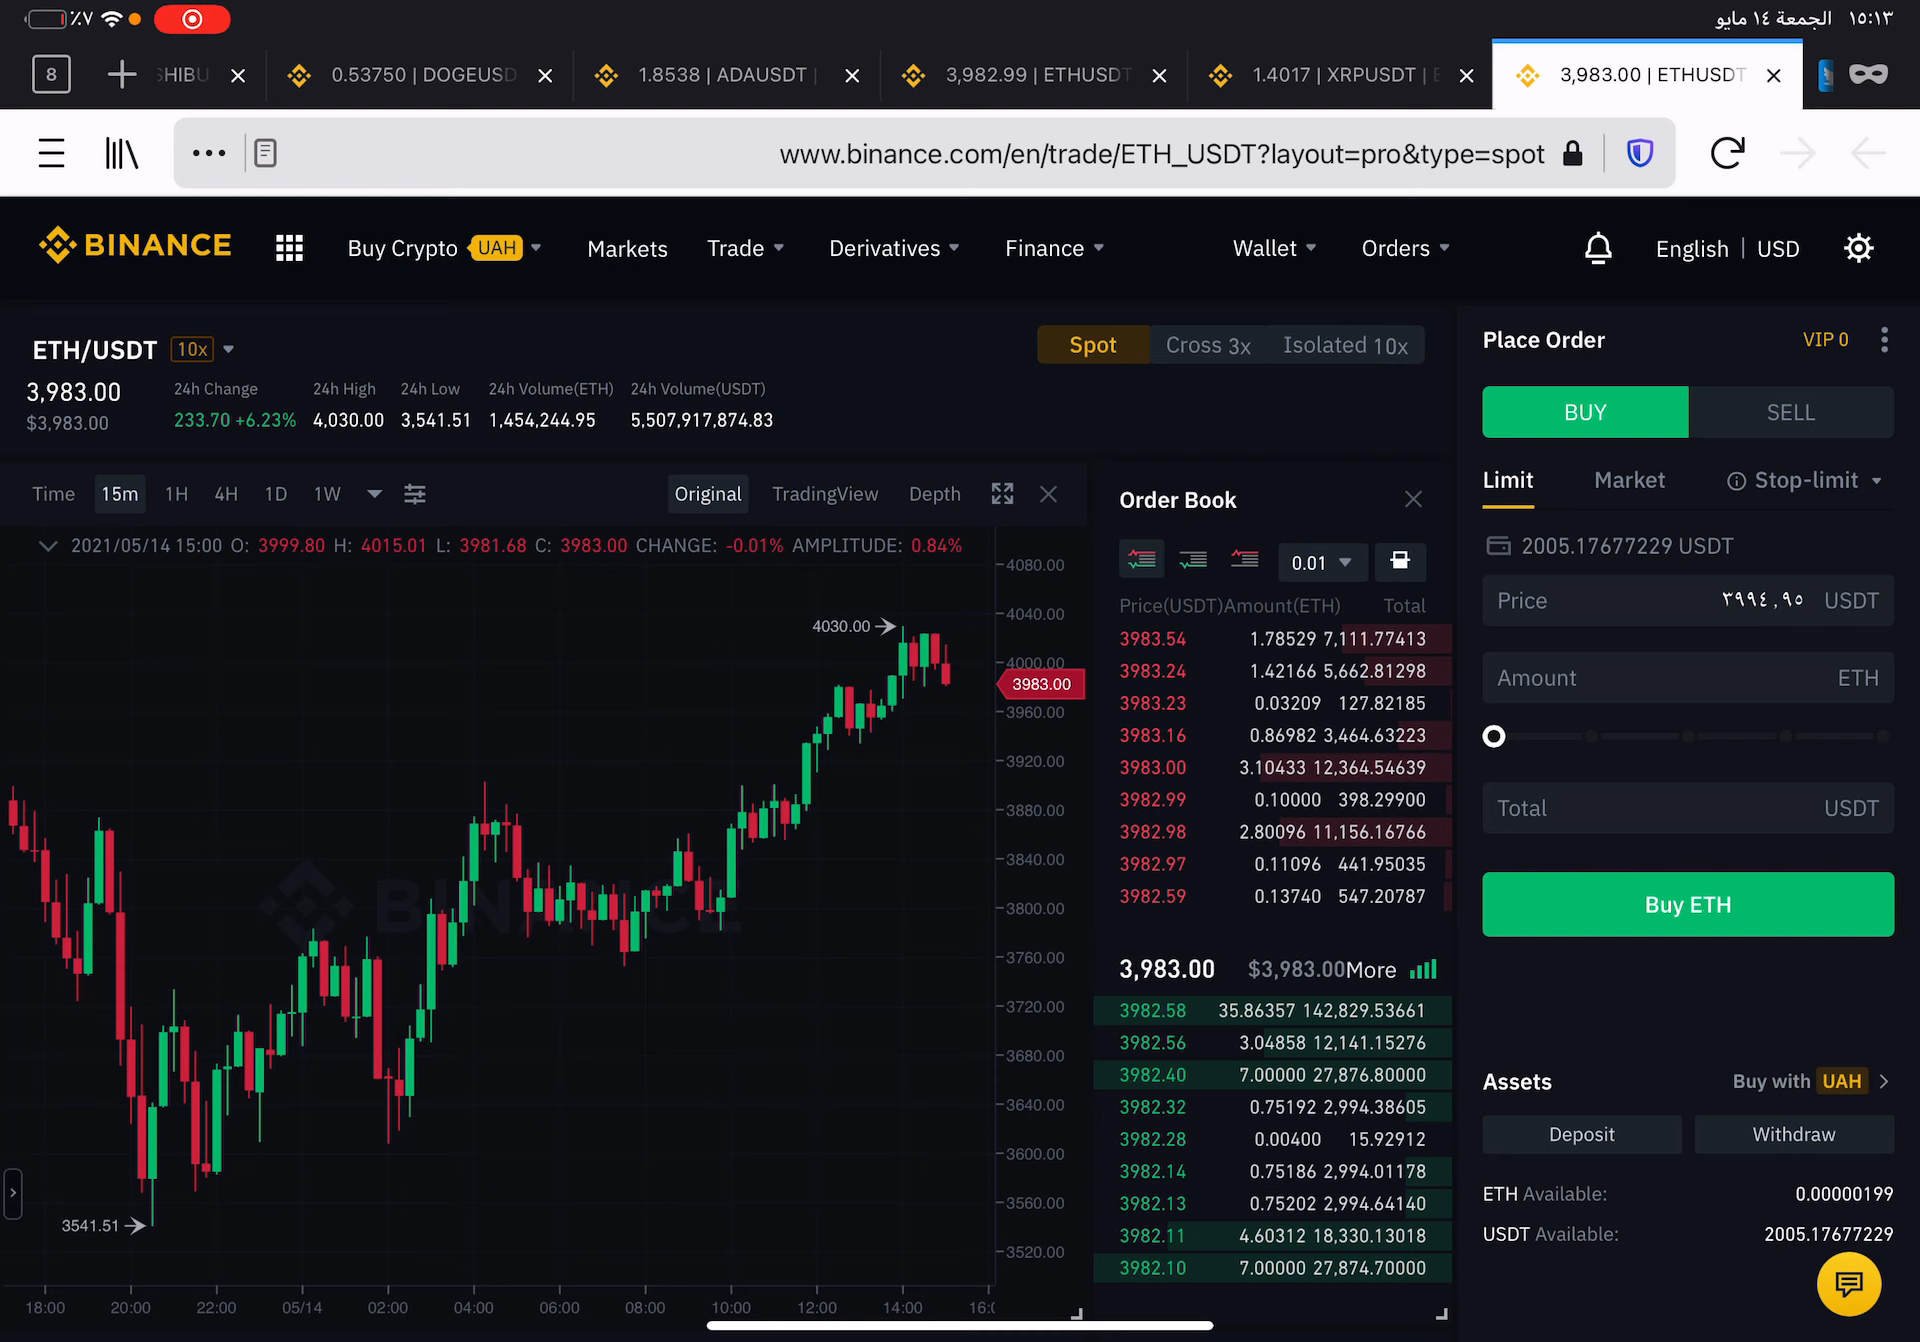 ٪٧
الجمعة ١٤ مايو ١٥:١٣
8 SHIBU 0.53750 | DOGEUSD 1.8538 | ADAUSDT | 3,982.99 | ETHUSDT 1.4017 | XRPUSDT | 3,983.00 | ETHUSDT
www.binance.com/en/trade/ETH_USDT?layout=pro&type=spot
BINANCE Buy Crypto UAH Markets Trade Derivatives Finance Wallet Orders English | USD
ETH/USDT 10x
3,983.00
$3,983.00
24h Change 24h High 24h Low 24h Volume(ETH) 24h Volume(USDT)
233.70 +6.23% 4,030.00 3,541.51 1,454,244.95 5,507,917,874.83
Spot Cross 3x Isolated 10x
Time 15m 1H 4H 1D 1W Original TradingView Depth
2021/05/14 15:00 O: 3999.80 H: 4015.01 L: 3981.68 C: 3983.00 CHANGE: -0.01% AMPLITUDE: 0.84%
4080.00
4040.00
4030.00
4000.00
3983.00
3960.00
3920.00
3880.00
3840.00
BINANCE
3800.00
3760.00
3720.00
3680.00
3640.00
3600.00
3560.00
3541.51
3520.00
18:00 20:00 22:00 05/14 02:00 04:00 06:00 08:00 10:00 12:00 14:00
Order Book
0.01
Price(USDT) Amount(ETH) Total
3983.54 1.78529 7,111.77413
3983.24 1.42166 5,662.81298
3983.23 0.03209 127.82185
3983.16 0.86982 3,464.63223
3983.00 3.10433 12,364.54639
3982.99 0.10000 398.29900
3982.98 2.80096 11,156.16766
3982.97 0.11096 441.95035
3982.59 0.13740 547.20787
3,983.00 $3,983.00 More
3982.58 35.86357 142,829.53661
3982.56 3.04858 12,141.15276
3982.40 7.00000 27,876.80000
3982.32 0.75192 2,994.38605
3982.28 0.00400 15.92912
3982.14 0.75186 2,994.01178
3982.13 0.75202 2,994.64140
3982.11 4.60312 18,330.13018
3982.10 7.00000 27,874.70000
Place Order VIP 0
BUY SELL
Limit Market Stop-limit
2005.17677229 USDT
Price ٣٩٩٤,٩٥ USDT
Amount ETH
Total USDT
Buy ETH
Assets Buy with UAH
Deposit Withdraw
ETH Available: 0.00000199
USDT Available: 2005.17677229